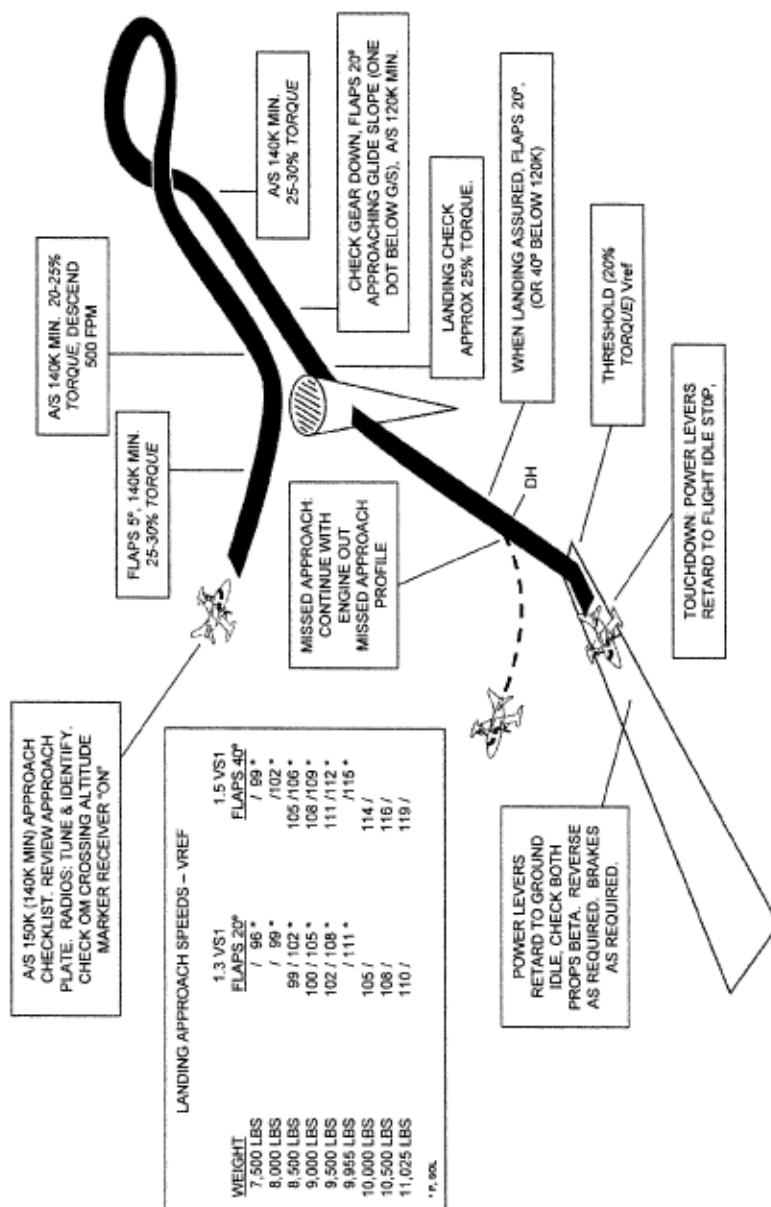 A/S 150K (140K MIN) APPROACH
CHECKLIST. REVIEW APPROACH
PLATE. RADIOS: TUNE & IDENTIFY.
CHECK OM CROSSING ALTITUDE
MARKER RECEIVER "ON"
FLAPS 5º, 140K MIN.
25-30% TORQUE
A/S 140K MIN. 20-25%
TORQUE, DESCEND
500 FPM
A/S 140K MIN.
25-30% TORQUE
CHECK GEAR DOWN, FLAPS 20º
APPROACHING GLIDE SLOPE (ONE
DOT BELOW G/S), A/S 120K MIN.
LANDING CHECK
APPROX 25% TORQUE.
WHEN LANDING ASSURED, FLAPS 20º,
(OR 40º BELOW 120K)
MISSED APPROACH:
CONTINUE WITH
ENGINE OUT
MISSED APPROACH
PROFILE
DH
THRESHOLD (20%
TORQUE) Vref
TOUCHDOWN: POWER LEVERS
RETARD TO FLIGHT IDLE STOP,
POWER LEVERS
RETARD TO GROUND
IDLE, CHECK BOTH
PROPS BETA. REVERSE
AS REQUIRED. BRAKES
AS REQUIRED.
LANDING APPROACH SPEEDS – VREF
1.3 VS1 1.5 VS1
WEIGHT FLAPS 20º FLAPS 40º
7,500 LBS / 96 * / 99 *
8,000 LBS / 99 * /102 *
8,500 LBS 99 / 102 * 105 /106 *
9,000 LBS 100 / 105 * 108 /109 *
9,500 LBS 102 / 108 * 111 /112 *
9,955 LBS / 111 * /115 *
10,000 LBS 105 / 114 /
10,500 LBS 108 / 116 /
11,025 LBS 110 / 119 /